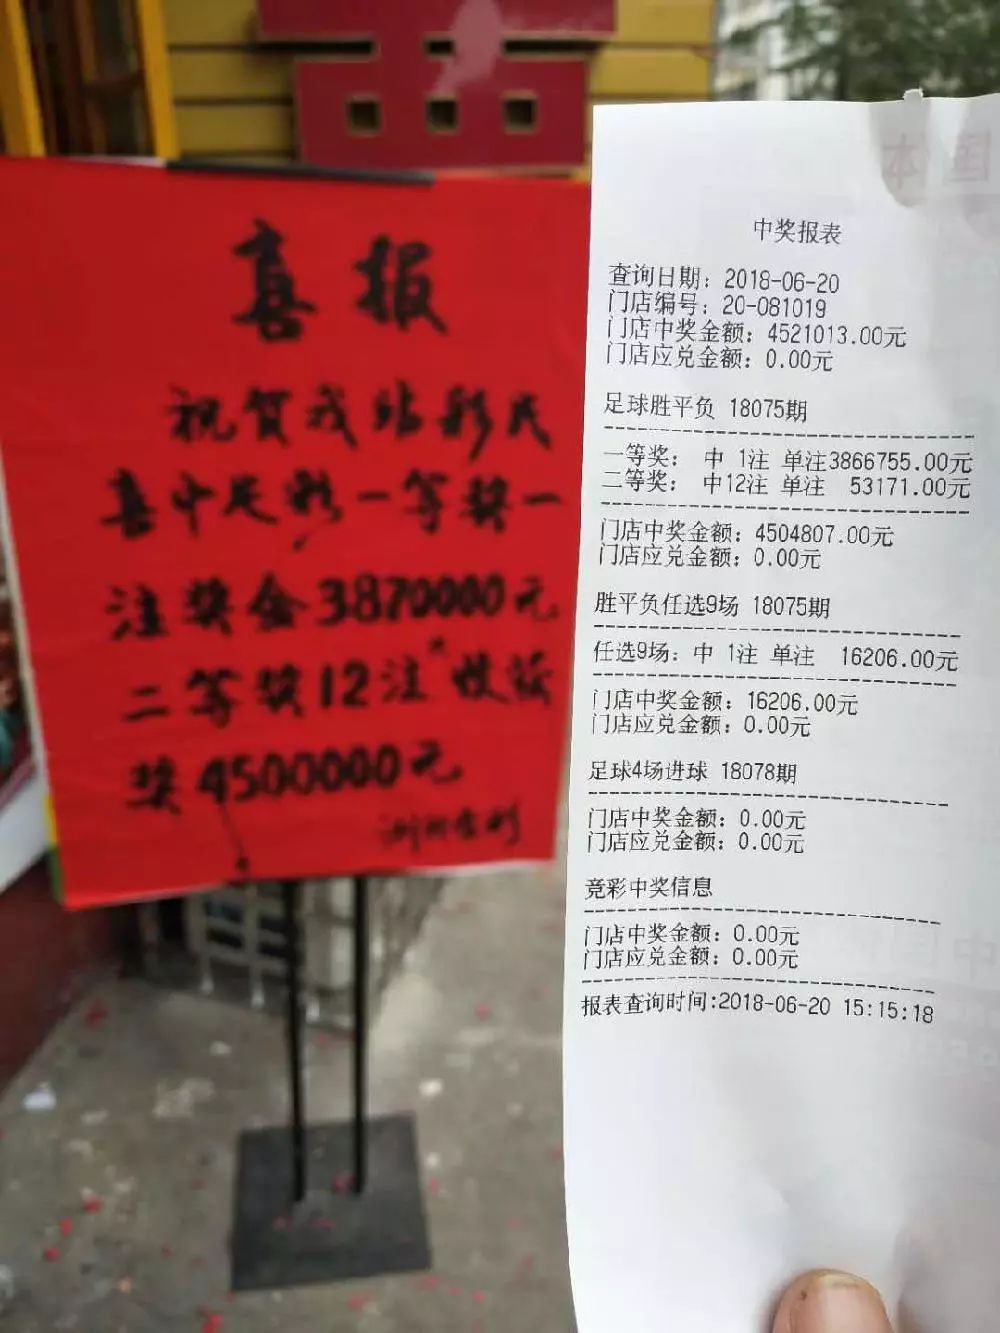 喜报
祝贺我站彩民
喜中足彩一等奖一
注奖金3870000元
二等奖12注
奖4500000元
中奖报表
查询日期：2018-06-20
门店编号：20-081019
门店中奖金额：4521013.00元
门店应兑金额：0.00元
足球胜平负 18075期
一等奖： 中 1注 单注3866755.00元
二等奖： 中12注 单注 53171.00元
门店中奖金额：4504807.00元
门店应兑金额：0.00元
胜平负任选9场 18075期
任选9场：中 1注 单注 16206.00元
门店中奖金额：16206.00元
门店应兑金额：0.00元
足球4场进球 18078期
门店中奖金额：0.00元
门店应兑金额：0.00元
竞彩中奖信息
门店中奖金额：0.00元
门店应兑金额：0.00元
报表查询时间:2018-06-20 15:15:18